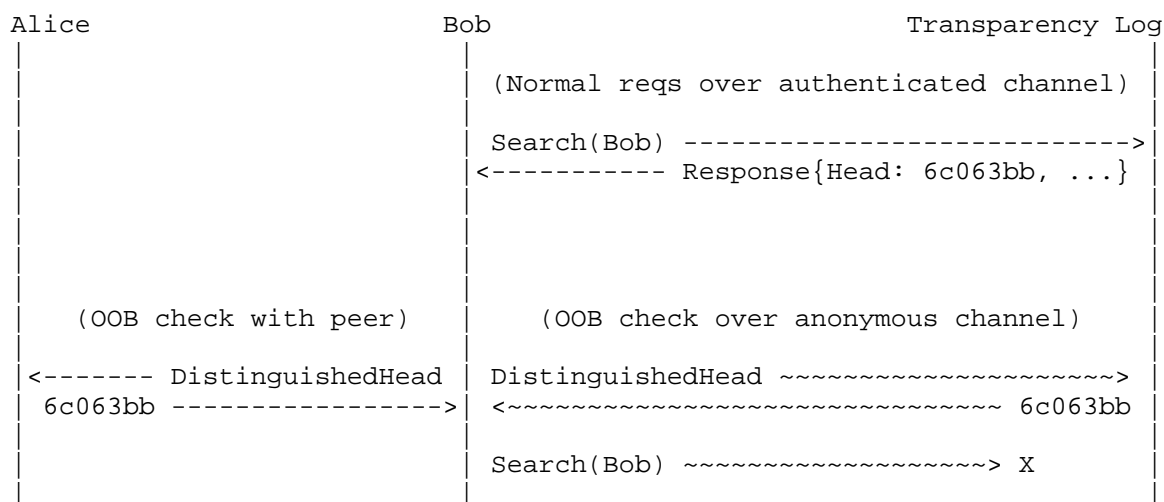 Alice                          Bob                          Transparency Log
(Normal reqs over authenticated channel)
Search(Bob) ---------------------------->
<----------- Response{Head: 6c063bb, ...}
(OOB check with peer)    (OOB check over anonymous channel)
<------- DistinguishedHead    DistinguishedHead ~~~~~~~~~~~~~~~~~~~~~>
6c063bb ----------------->    <~~~~~~~~~~~~~~~~~~~~~~~~~~~~~~~ 6c063bb
Search(Bob) ~~~~~~~~~~~~~~~~~~~> X